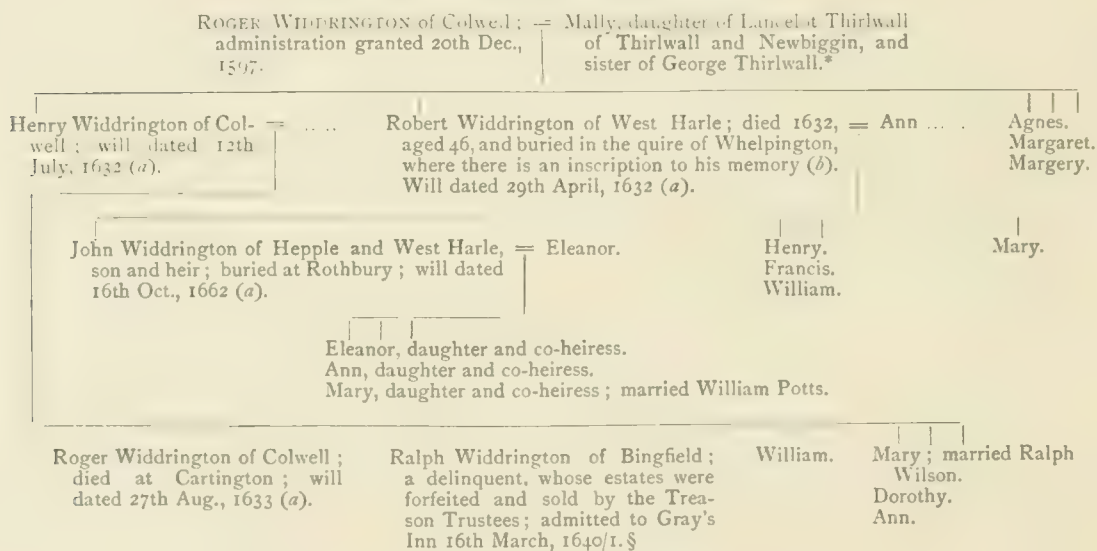 ROGER WIDDRINGTON of Colwell ; = Mally, daughter of Lancelot Thirlwall
administration granted 20th Dec., of Thirlwall and Newbiggin, and
1597. sister of George Thirlwall.*
Henry Widdrington of Col- = ....
well ; will dated 12th
July, 1632 (a).
Robert Widdrington of West Harle ; died 1632, = Ann ....
aged 46, and buried in the quire of Whelpington,
where there is an inscription to his memory (b).
Will dated 29th April, 1632 (a).
Agnes.
Margaret.
Margery.
John Widdrington of Hepple and West Harle, = Eleanor.
son and heir ; buried at Rothbury ; will dated
16th Oct., 1662 (a).
Henry.
Francis.
William.
Mary.
Eleanor, daughter and co-heiress.
Ann, daughter and co-heiress.
Mary, daughter and co-heiress ; married William Potts.
Roger Widdrington of Colwell ;
died at Cartington ; will
dated 27th Aug., 1633 (a).
Ralph Widdrington of Bingfield ;
a delinquent, whose estates were
forfeited and sold by the Trea-
son Trustees ; admitted to Gray's
Inn 16th March, 1640/1. §
William.
Mary ; married Ralph
Wilson.
Dorothy.
Ann.